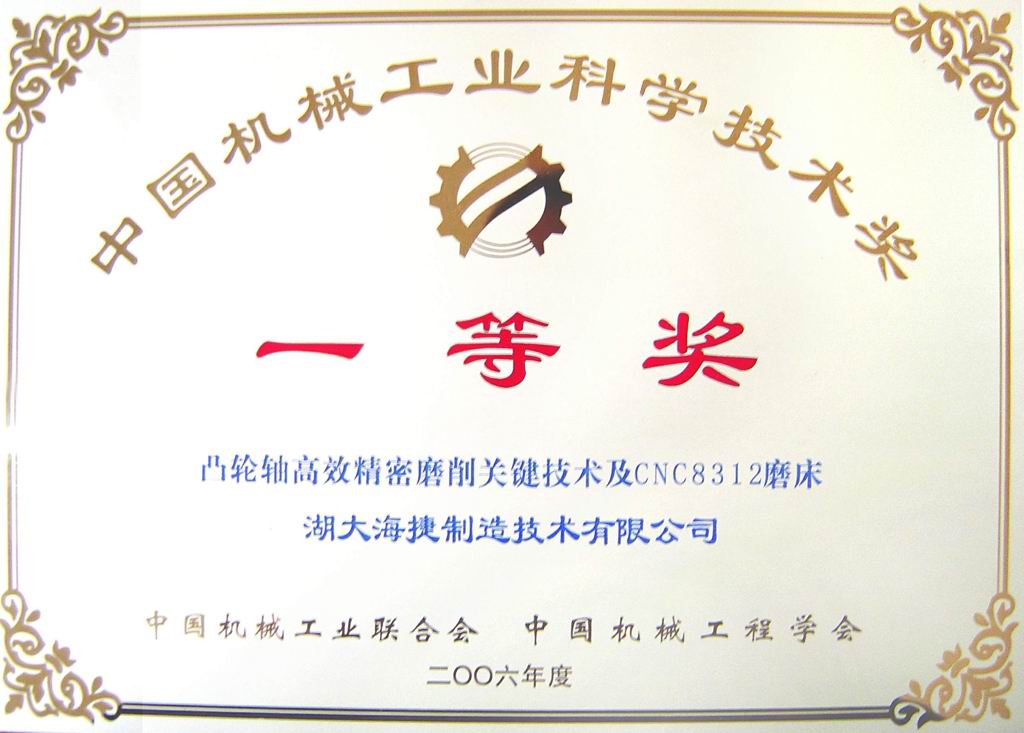 中国机械工业科学技术奖
一等奖
凸轮轴高效精密磨削关键技术及CNC8312磨床
湖大海捷制造技术有限公司
中国机械工业联合会 中国机械工程学会
二〇〇六年度